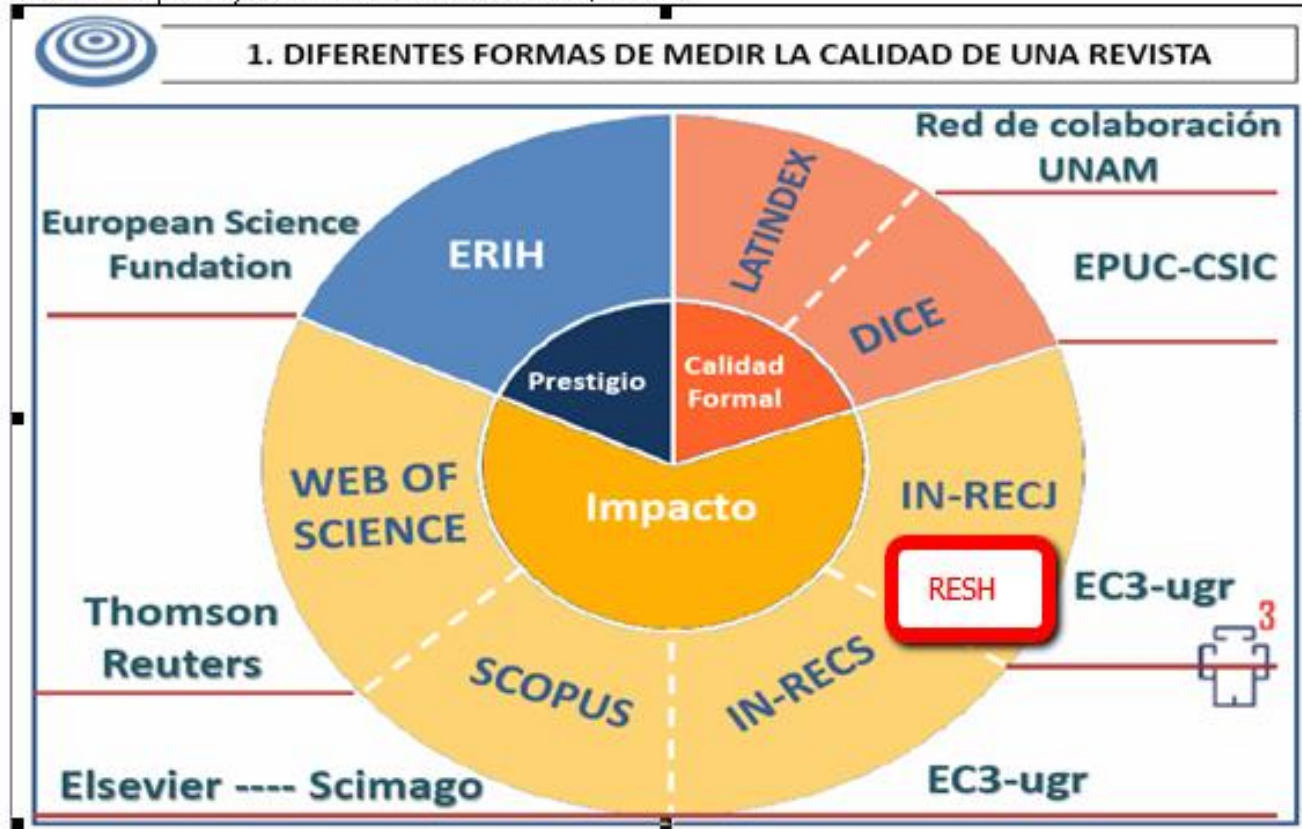 1. DIFERENTES FORMAS DE MEDIR LA CALIDAD DE UNA REVISTA
Red de colaboración
UNAM
European Science
Fundation
ERIH
LATINDEX
EPUC-CSIC
DICE
Prestigio
Calidad
Formal
WEB OF
SCIENCE
Impacto
IN-RECJ
RESH
EC3-ugr
3
Thomson
Reuters
SCOPUS
IN-RECS
Elsevier ---- Scimago
EC3-ugr